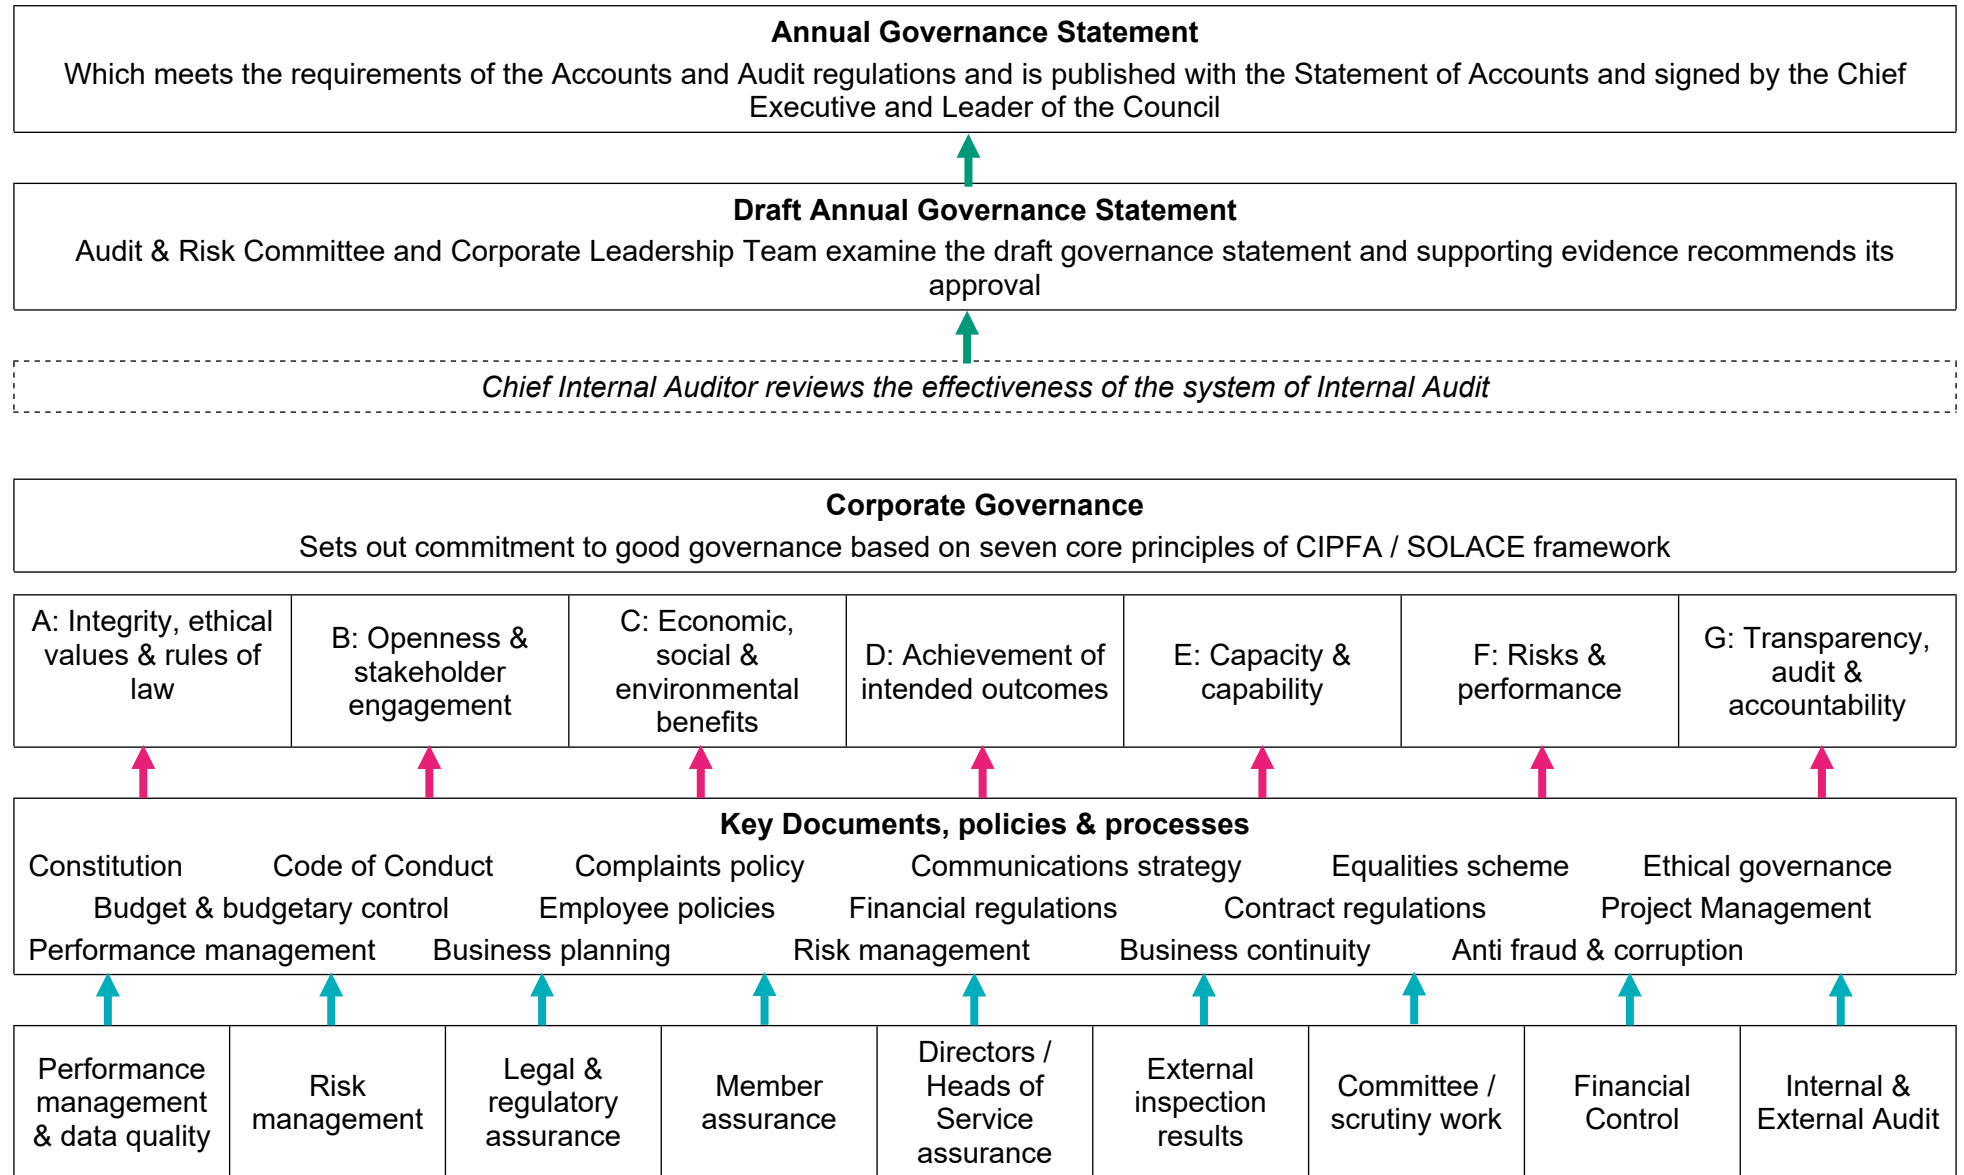 Annual Governance Statement
Which meets the requirements of the Accounts and Audit regulations and is published with the Statement of Accounts and signed by the Chief
Executive and Leader of the Council
Draft Annual Governance Statement
Audit & Risk Committee and Corporate Leadership Team examine the draft governance statement and supporting evidence recommends its
approval
Chief Internal Auditor reviews the effectiveness of the system of Internal Audit
Corporate Governance
Sets out commitment to good governance based on seven core principles of CIPFA / SOLACE framework
A: Integrity, ethical
values & rules of
law
B: Openness &
stakeholder
engagement
C: Economic,
social &
environmental
benefits
D: Achievement of
intended outcomes
E: Capacity &
capability
F: Risks &
performance
G: Transparency,
audit &
accountability
Key Documents, policies & processes
Constitution Code of Conduct Complaints policy Communications strategy Equalities scheme Ethical governance
Budget & budgetary control Employee policies Financial regulations Contract regulations Project Management
Performance management Business planning Risk management Business continuity Anti fraud & corruption
Performance
management
& data quality
Risk
management
Legal &
regulatory
assurance
Member
assurance
Directors /
Heads of
Service
assurance
External
inspection
results
Committee /
scrutiny work
Financial
Control
Internal &
External Audit